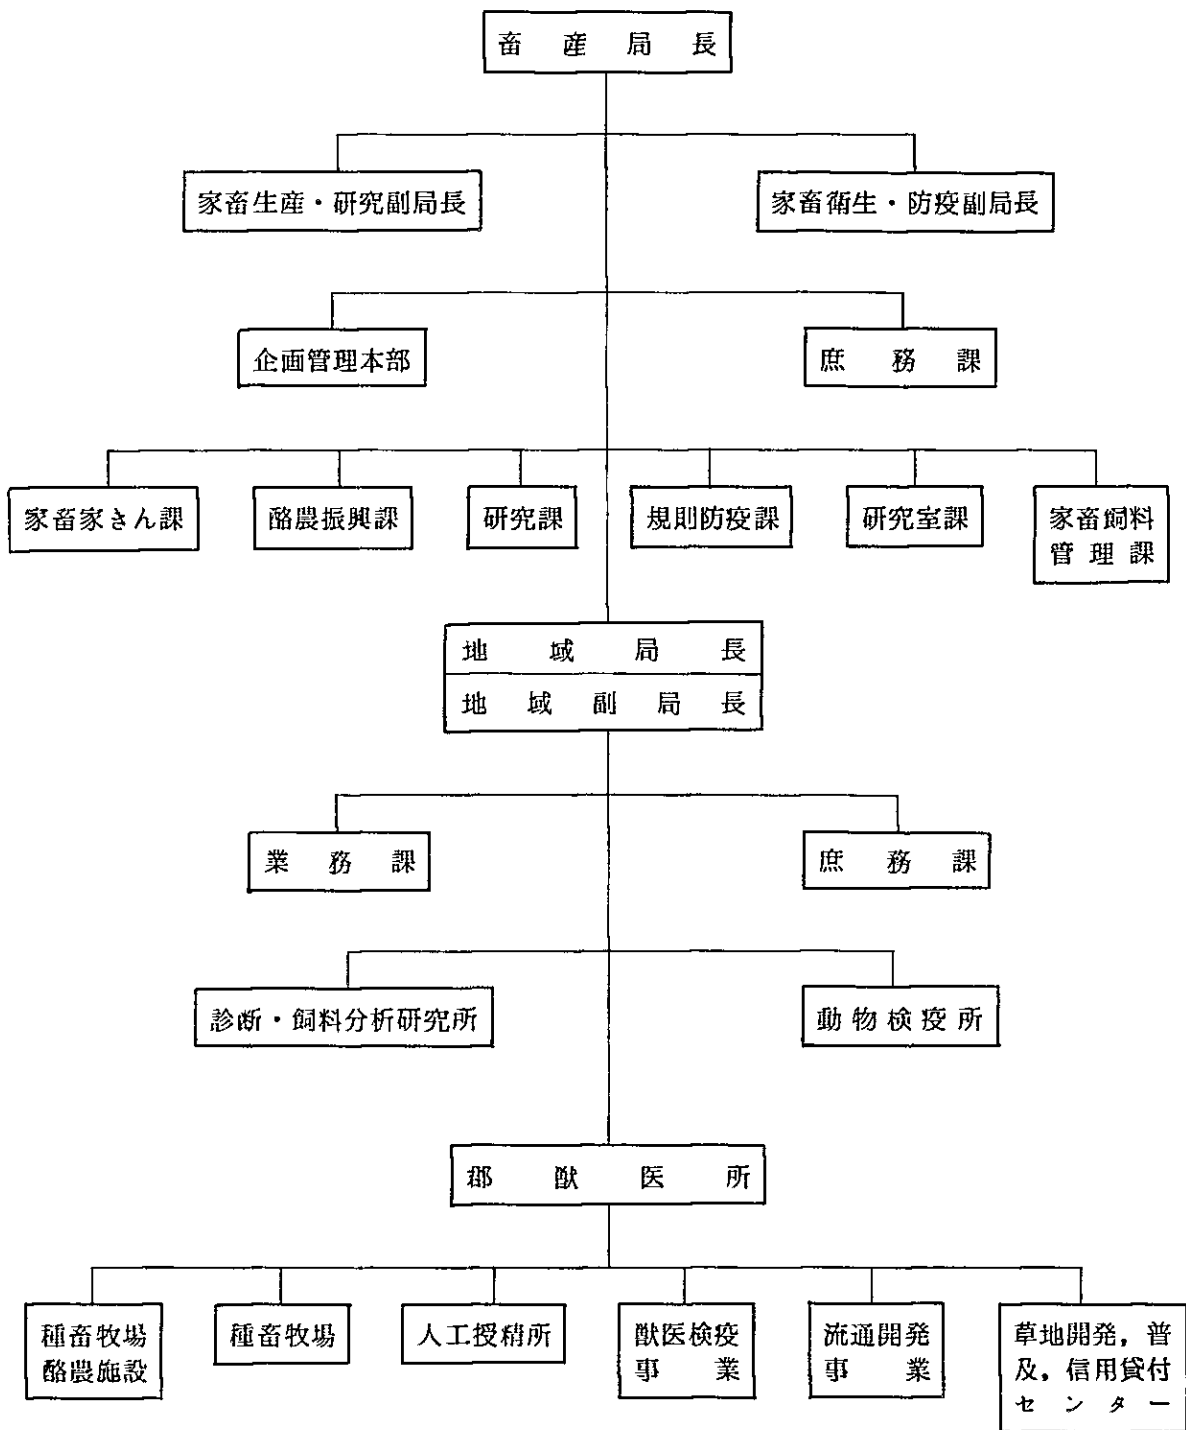 畜産局長
家畜生産・研究副局長
家畜衛生・防疫副局長
企画管理本部
庶務課
家畜家きん課
酪農振興課
研究課
規則防疫課
研究室課
家畜飼料
管理課
地域局長
地域副局長
業務課
庶務課
診断・飼料分析研究所
動物検疫所
郡獣医所
種畜牧場
酪農施設
種畜牧場
人工授精所
獣医検疫
事業
流通開発
事業
草地開発，普
及，信用貸付
センター